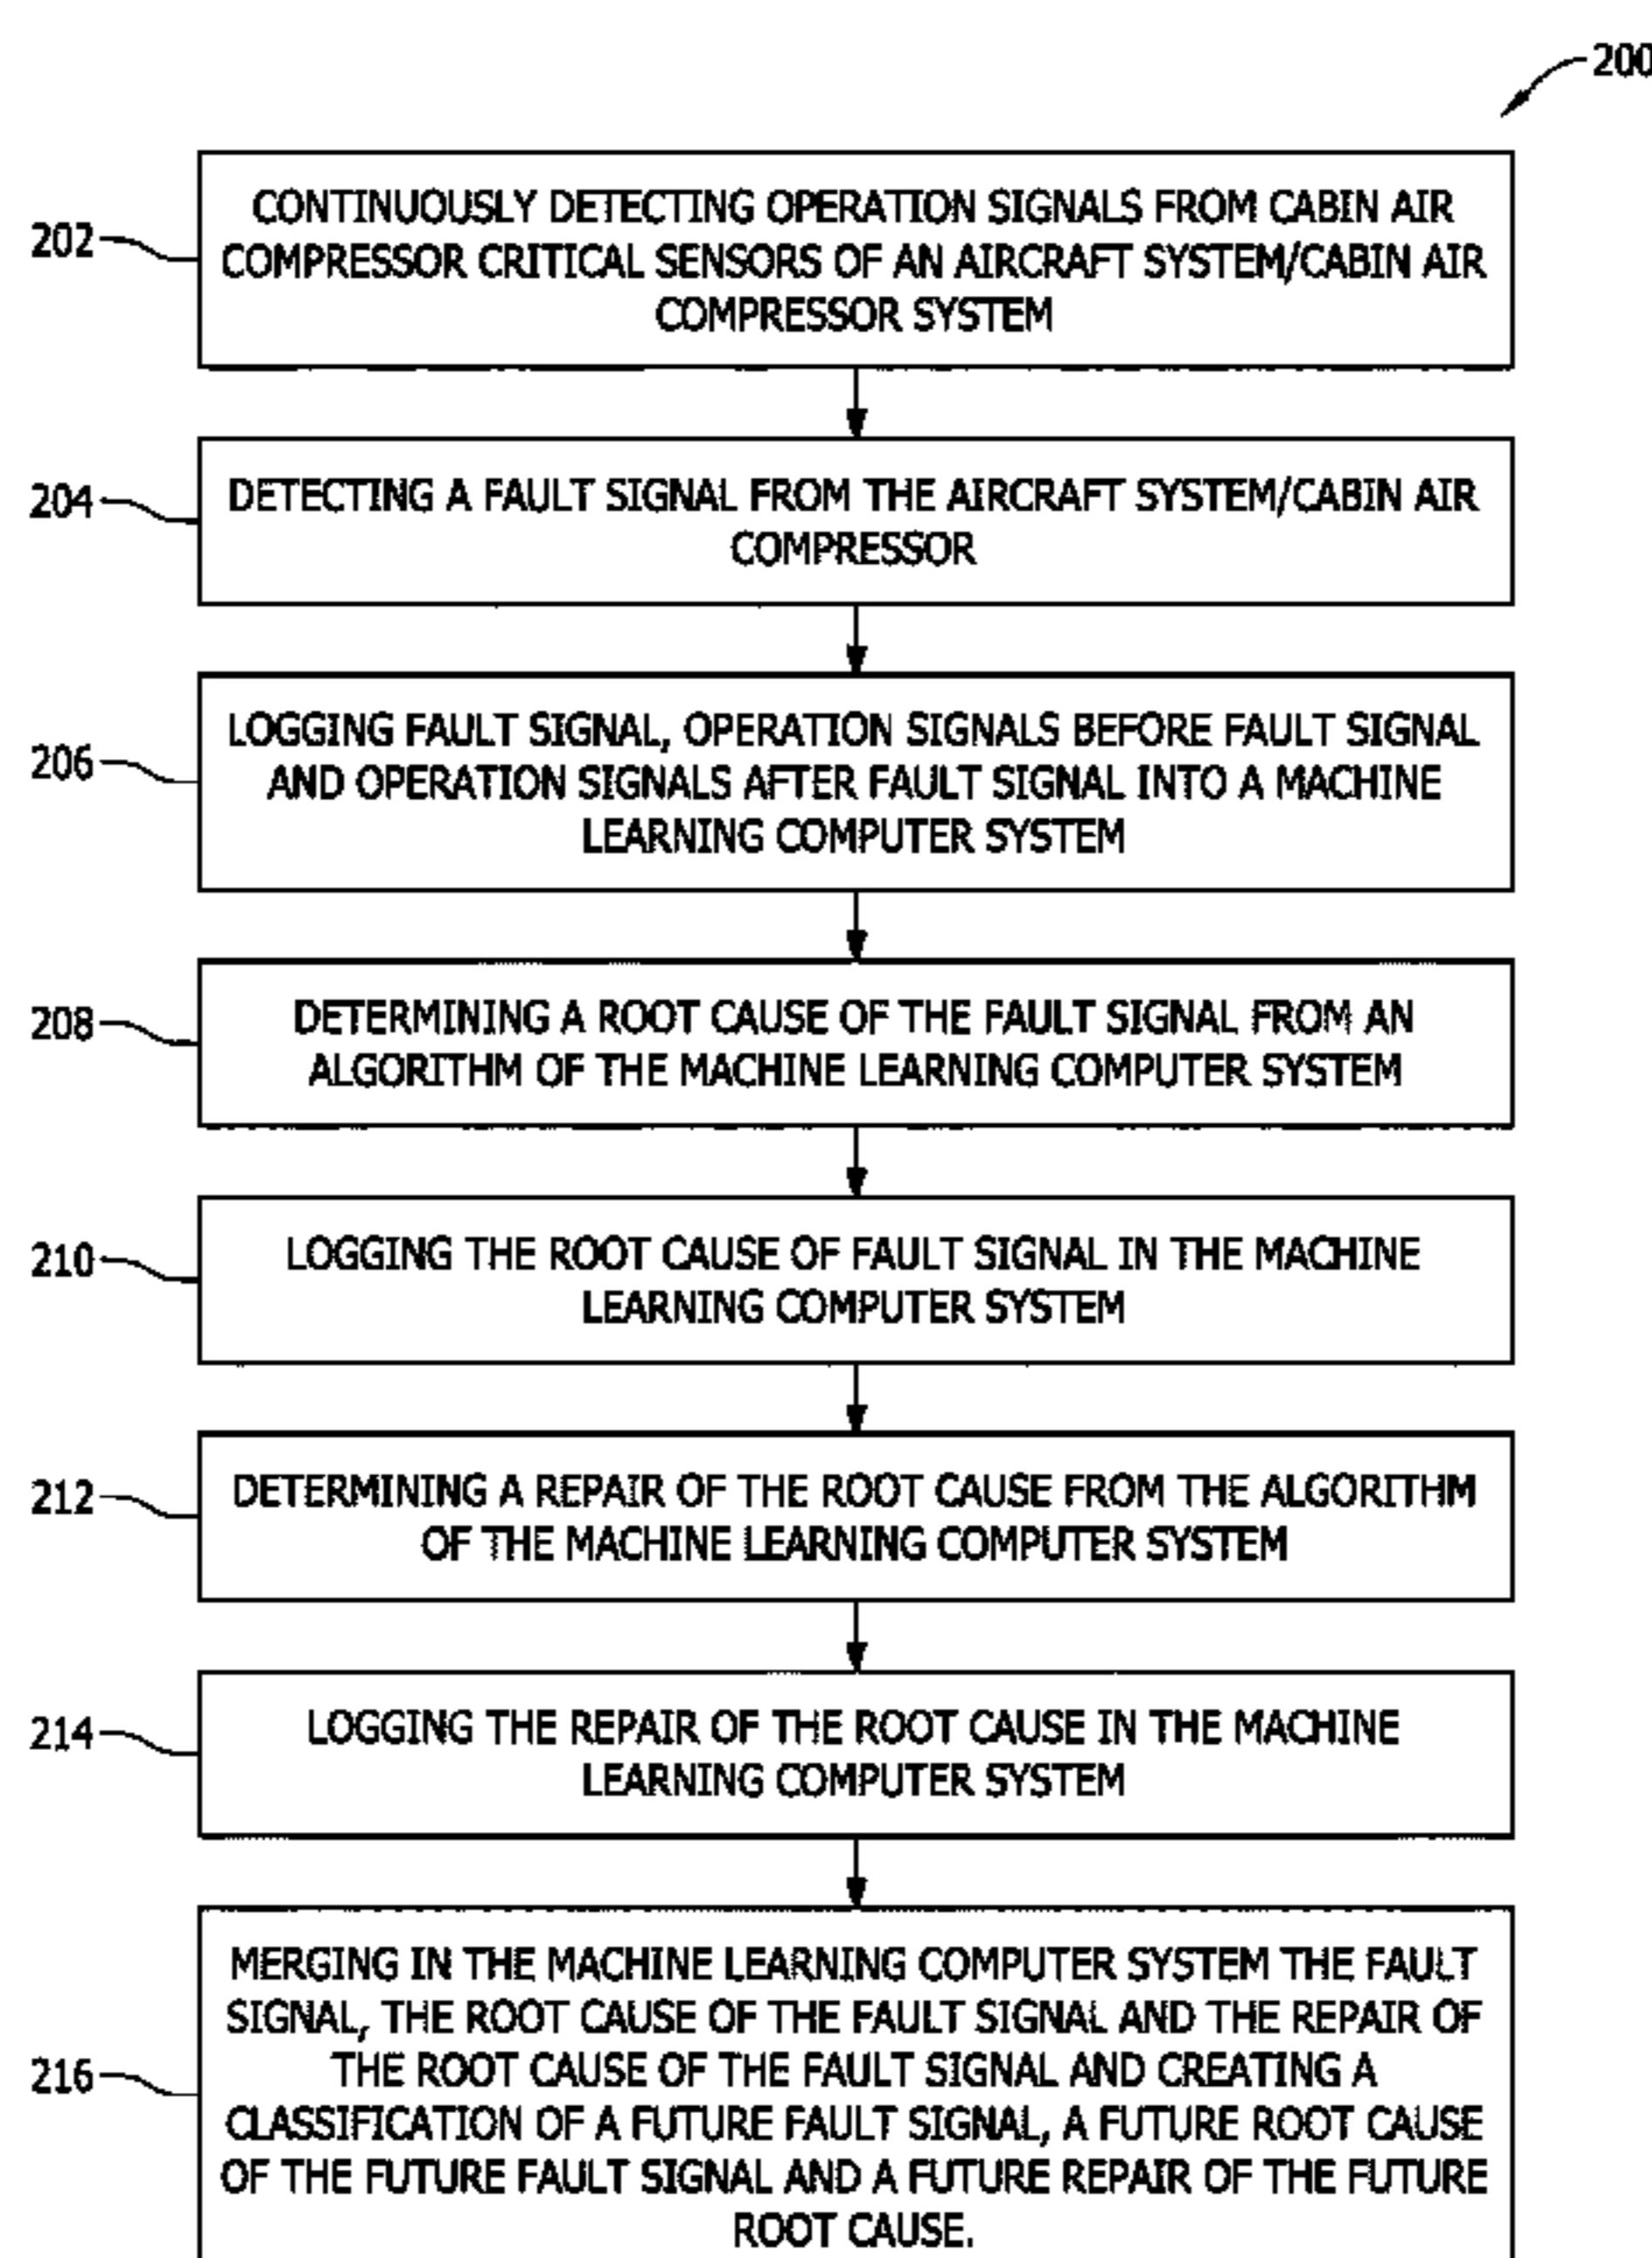 200
202
CONTINUOUSLY DETECTING OPERATION SIGNALS FROM CABIN AIR
COMPRESSOR CRITICAL SENSORS OF AN AIRCRAFT SYSTEM/CABIN AIR
COMPRESSOR SYSTEM
204
DETECTING A FAULT SIGNAL FROM THE AIRCRAFT SYSTEM/CABIN AIR
COMPRESSOR
206
LOGGING FAULT SIGNAL, OPERATION SIGNALS BEFORE FAULT SIGNAL
AND OPERATION SIGNALS AFTER FAULT SIGNAL INTO A MACHINE
LEARNING COMPUTER SYSTEM
208
DETERMINING A ROOT CAUSE OF THE FAULT SIGNAL FROM AN
ALGORITHM OF THE MACHINE LEARNING COMPUTER SYSTEM
210
LOGGING THE ROOT CAUSE OF FAULT SIGNAL IN THE MACHINE
LEARNING COMPUTER SYSTEM
212
DETERMINING A REPAIR OF THE ROOT CAUSE FROM THE ALGORITHM
OF THE MACHINE LEARNING COMPUTER SYSTEM
214
LOGGING THE REPAIR OF THE ROOT CAUSE IN THE MACHINE
LEARNING COMPUTER SYSTEM
216
MERGING IN THE MACHINE LEARNING COMPUTER SYSTEM THE FAULT
SIGNAL, THE ROOT CAUSE OF THE FAULT SIGNAL AND THE REPAIR OF
THE ROOT CAUSE OF THE FAULT SIGNAL AND CREATING A
CLASSIFICATION OF A FUTURE FAULT SIGNAL, A FUTURE ROOT CAUSE
OF THE FUTURE FAULT SIGNAL AND A FUTURE REPAIR OF THE FUTURE
ROOT CAUSE.